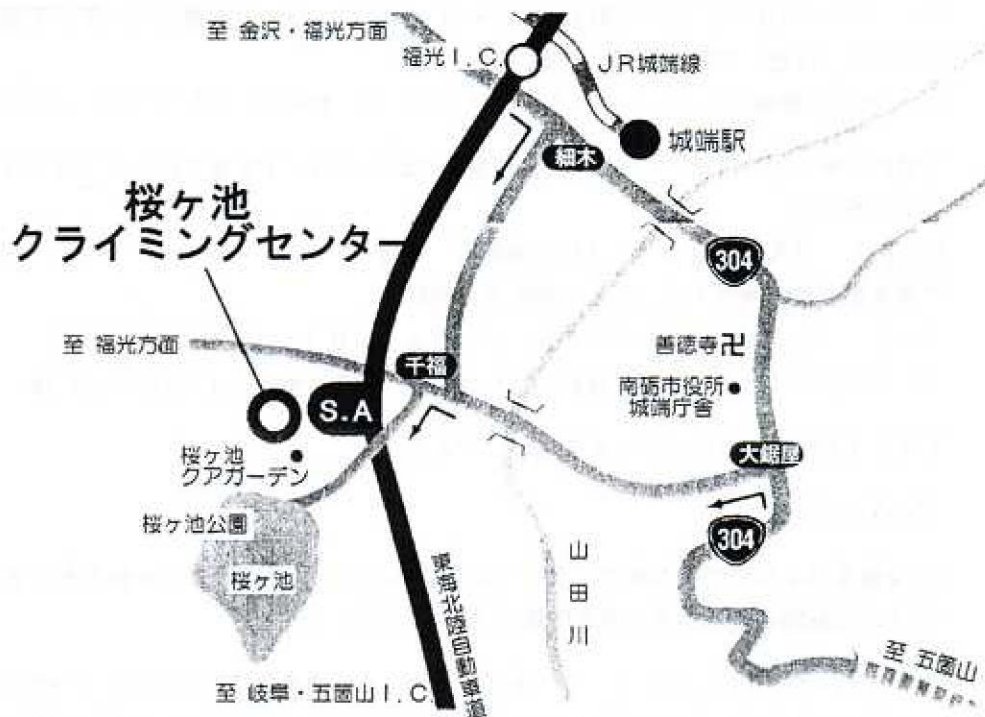 至 金沢・福光方面
福光I.C.
JR城端線
城端駅
細木
桜ヶ池
クライミングセンター
304
至 福光方面
千福
善徳寺卍
南砺市役所
城端庁舎
S.A
大鋸屋
桜ヶ池
クアガーデン
桜ヶ池公園
304
桜ヶ池
山田川
東海北陸自動車道
至 五箇山
至 岐阜・五箇山I.C.